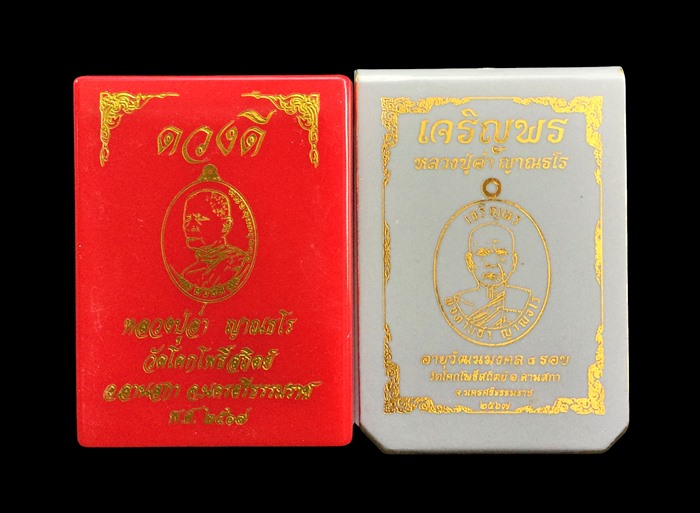 ดวงดี
หลวงปู่ลำ ญาณธโร
วัดโคกโพธิ์สถิตย์
อ.ลานสกา จ.นครศรีธรรมราช
พ.ศ. ๒๕๖๗
เจริญพร
หลวงปู่ลำ ญาณธโร
เจริญพร
อายุวัฒนมงคล ๘ รอบ
วัดโคกโพธิ์สถิตย์ อ.ลานสกา
จ.นครศรีธรรมราช
๒๕๖๗